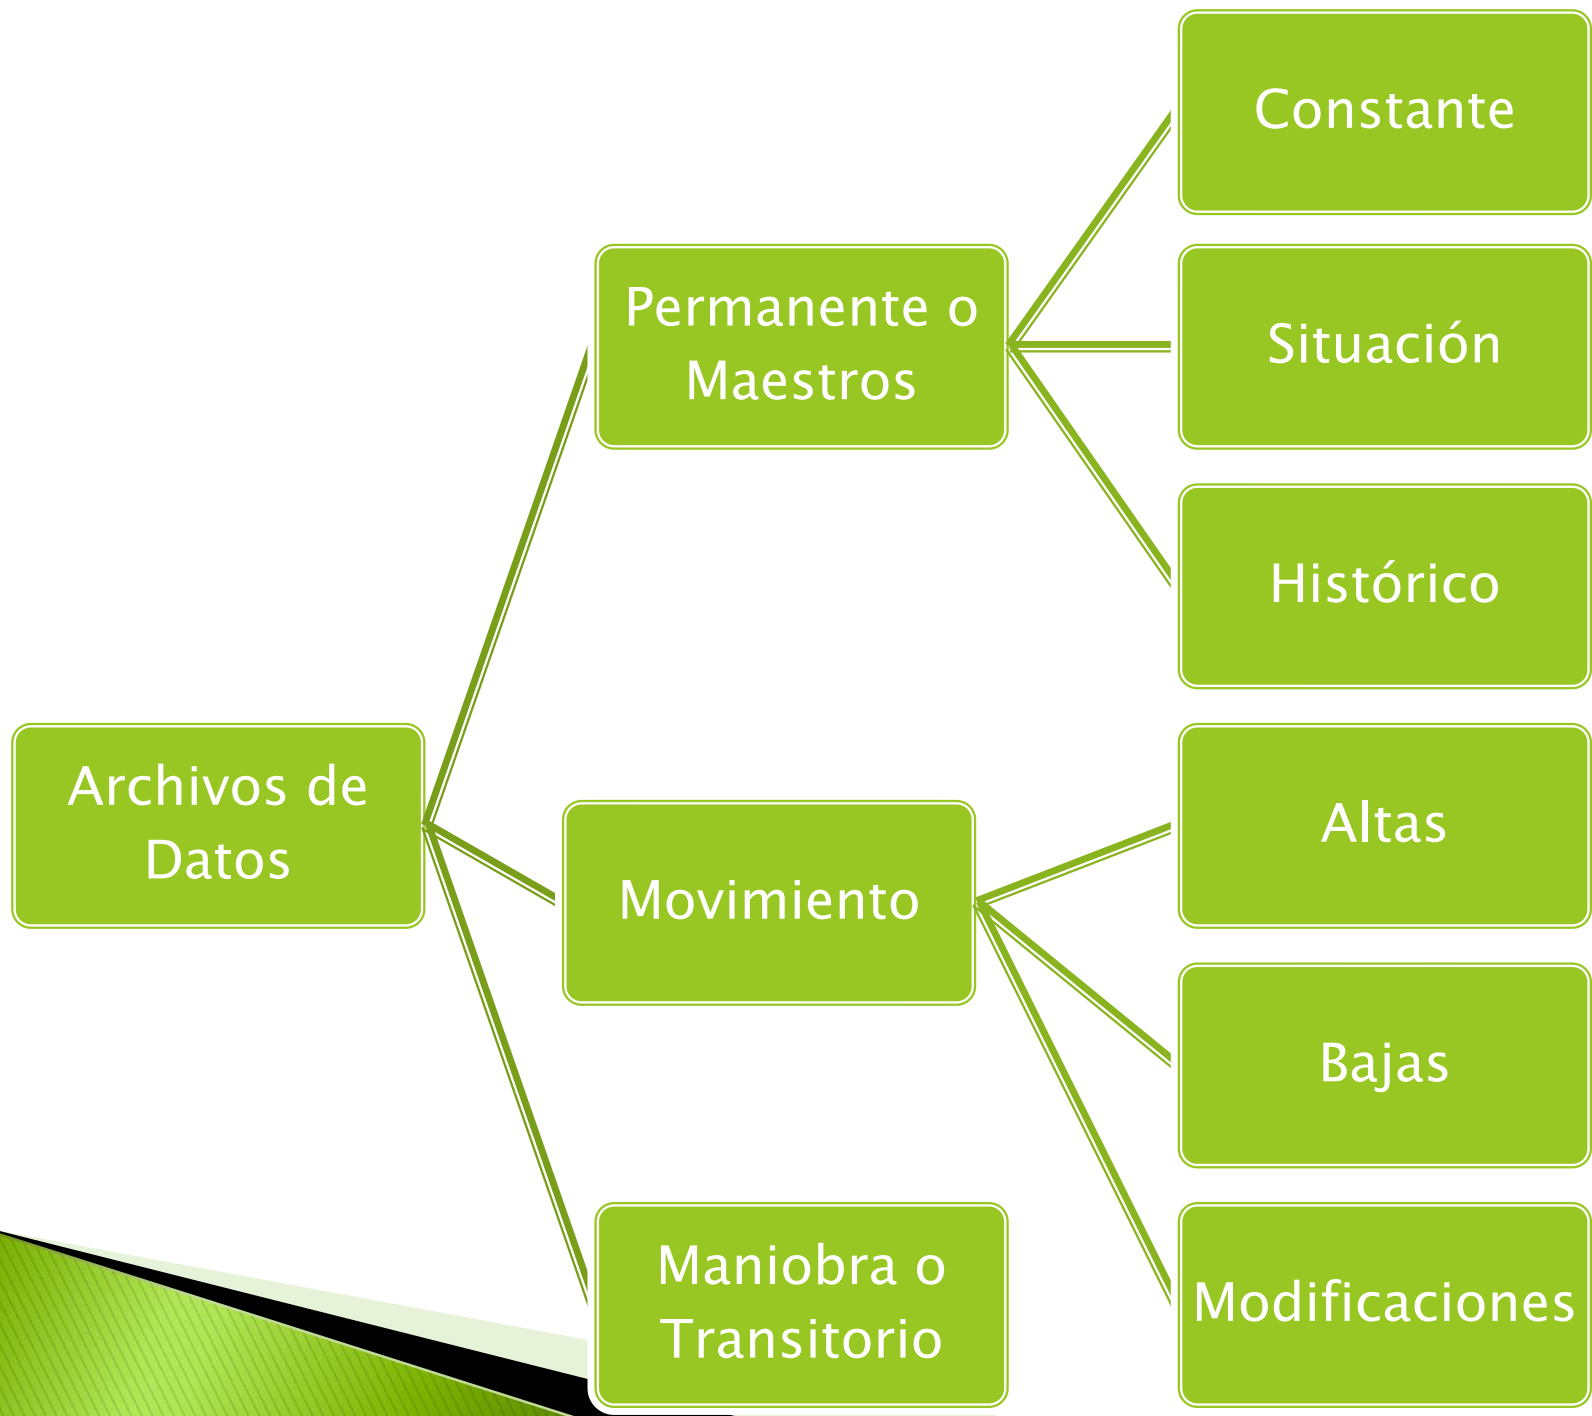 Archivos de
Datos
Permanente o
Maestros
Constante
Situación
Histórico
Movimiento
Altas
Bajas
Modificaciones
Maniobra o
Transitorio